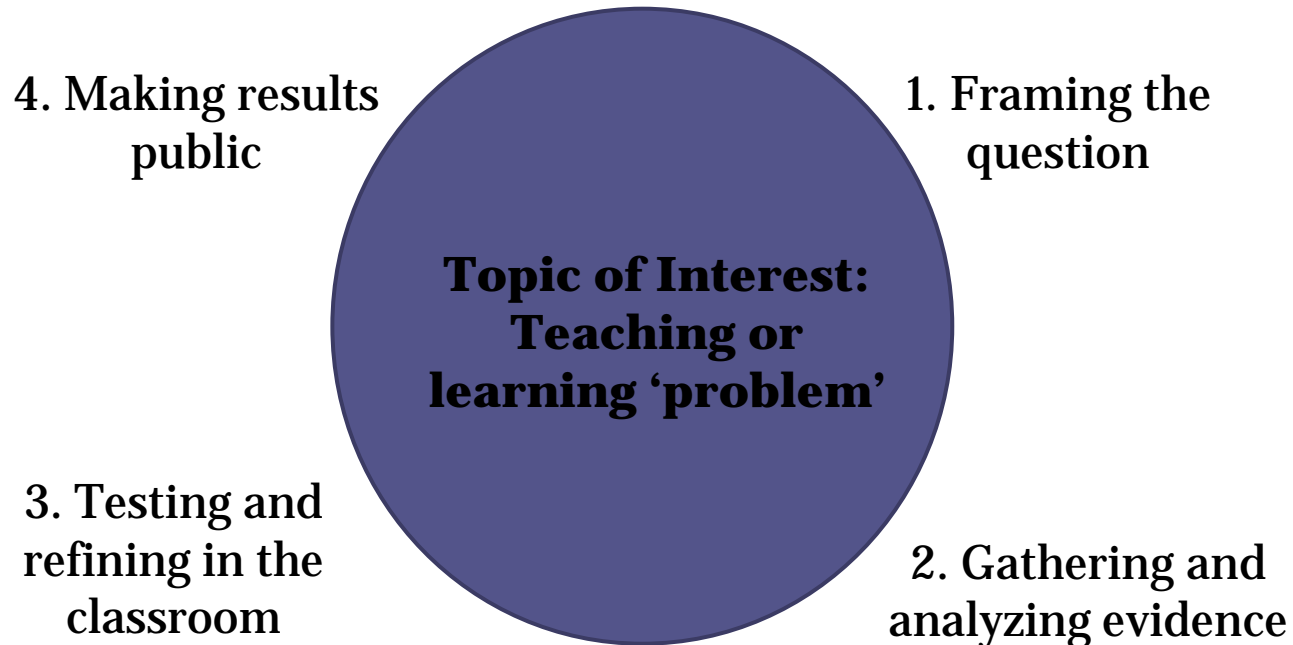 4. Making results
public
1. Framing the
question
Topic of Interest:
Teaching or
learning ‘problem’
3. Testing and
refining in the
classroom
2. Gathering and
analyzing evidence